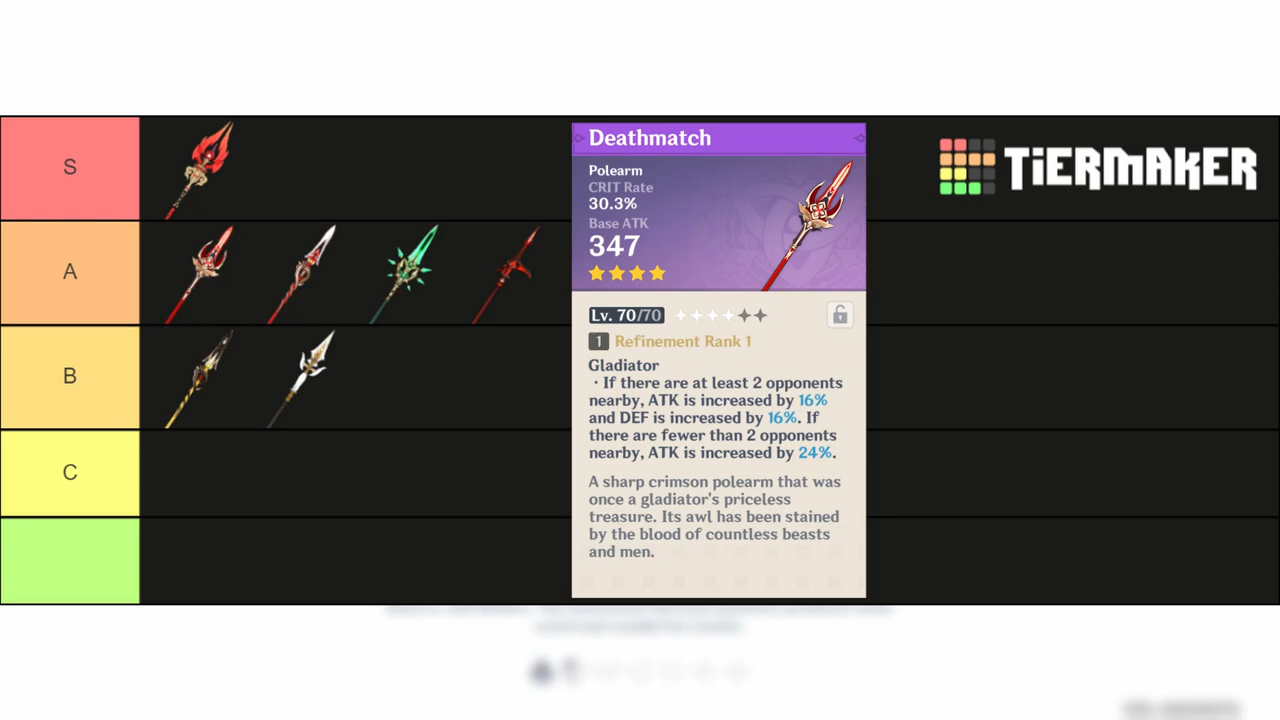 S
A
B
C
TiERMAKER
Deathmatch
Polearm
CRIT Rate
30.3%
Base ATK
347
Lv. 70/70
1 Refinement Rank 1
Gladiator
· If there are at least 2 opponents
nearby, ATK is increased by 16%
and DEF is increased by 16%. If
there are fewer than 2 opponents
nearby, ATK is increased by 24%.
A sharp crimson polearm that was
once a gladiator's priceless
treasure. Its awl has been stained
by the blood of countless beasts
and men.